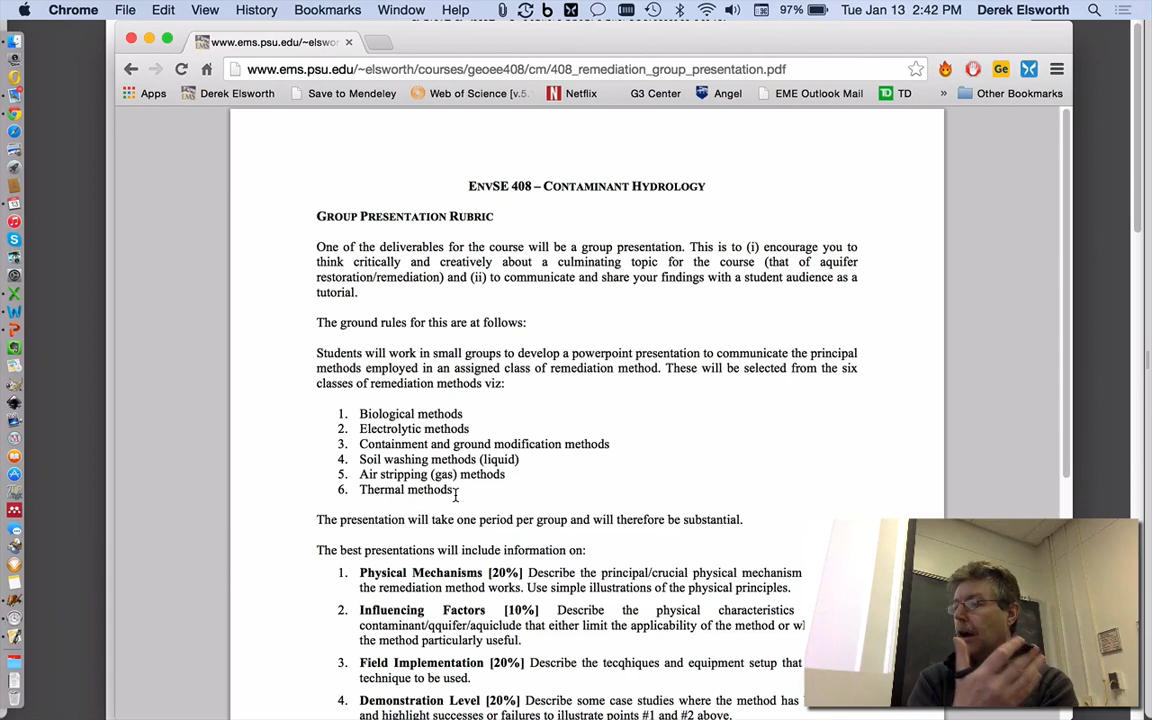 Chrome File Edit View History Bookmarks Window Help 97% Tue Jan 13 2:42 PM Derek Elsworth
www.ems.psu.edu/~elswor
www.ems.psu.edu/~elsworth/courses/geoee408/cm/408_remediation_group_presentation.pdf
Apps Derek Elsworth Save to Mendeley Web of Science [v.5. Netflix G3 Center Angel EME Outlook Mail TD » Other Bookmarks
ENVSE 408 – CONTAMINANT HYDROLOGY
GROUP PRESENTATION RUBRIC
One of the deliverables for the course will be a group presentation. This is to (i) encourage you to
think critically and creatively about a culminating topic for the course (that of aquifer
restoration/remediation) and (ii) to communicate and share your findings with a student audience as a
tutorial.
The ground rules for this are at follows:
Students will work in small groups to develop a powerpoint presentation to communicate the principal
methods employed in an assigned class of remediation method. These will be selected from the six
classes of remediation methods viz:
1. Biological methods
2. Electrolytic methods
3. Containment and ground modification methods
4. Soil washing methods (liquid)
5. Air stripping (gas) methods
6. Thermal methods
The presentation will take one period per group and will therefore be substantial.
The best presentations will include information on:
1. Physical Mechanisms [20%] Describe the principal/crucial physical mechanism
the remediation method works. Use simple illustrations of the physical principles.
2. Influencing Factors [10%] Describe the physical characteristics
contaminant/qquifer/aquiclude that either limit the applicability of the method or w
the method particularly useful.
3. Field Implementation [20%] Describe the tecqhiques and equipment setup that
technique to be used.
4. Demonstration Level [20%] Describe some case studies where the method has
and highlight successes or failures to illustrate points #1 and #2 above.